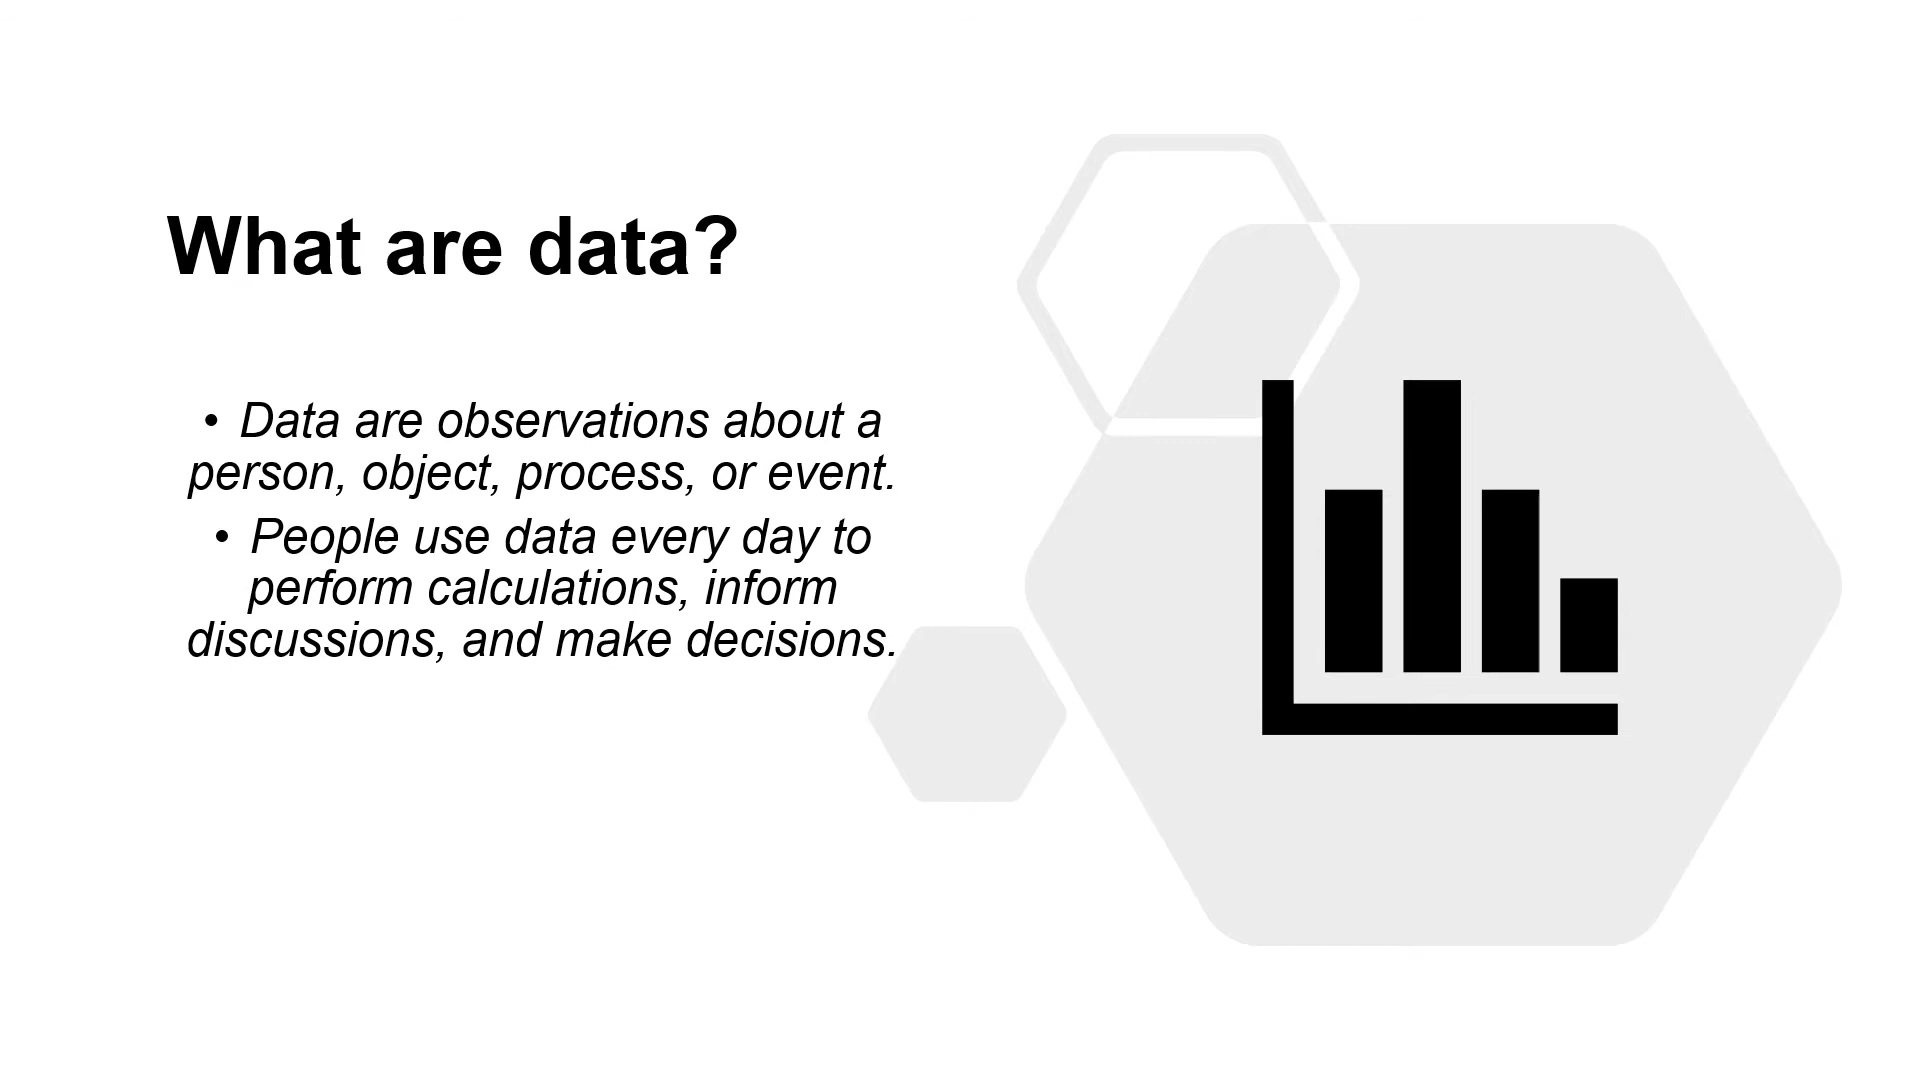 What are data?
• Data are observations about a
person, object, process, or event.
• People use data every day to
perform calculations, inform
discussions, and make decisions.